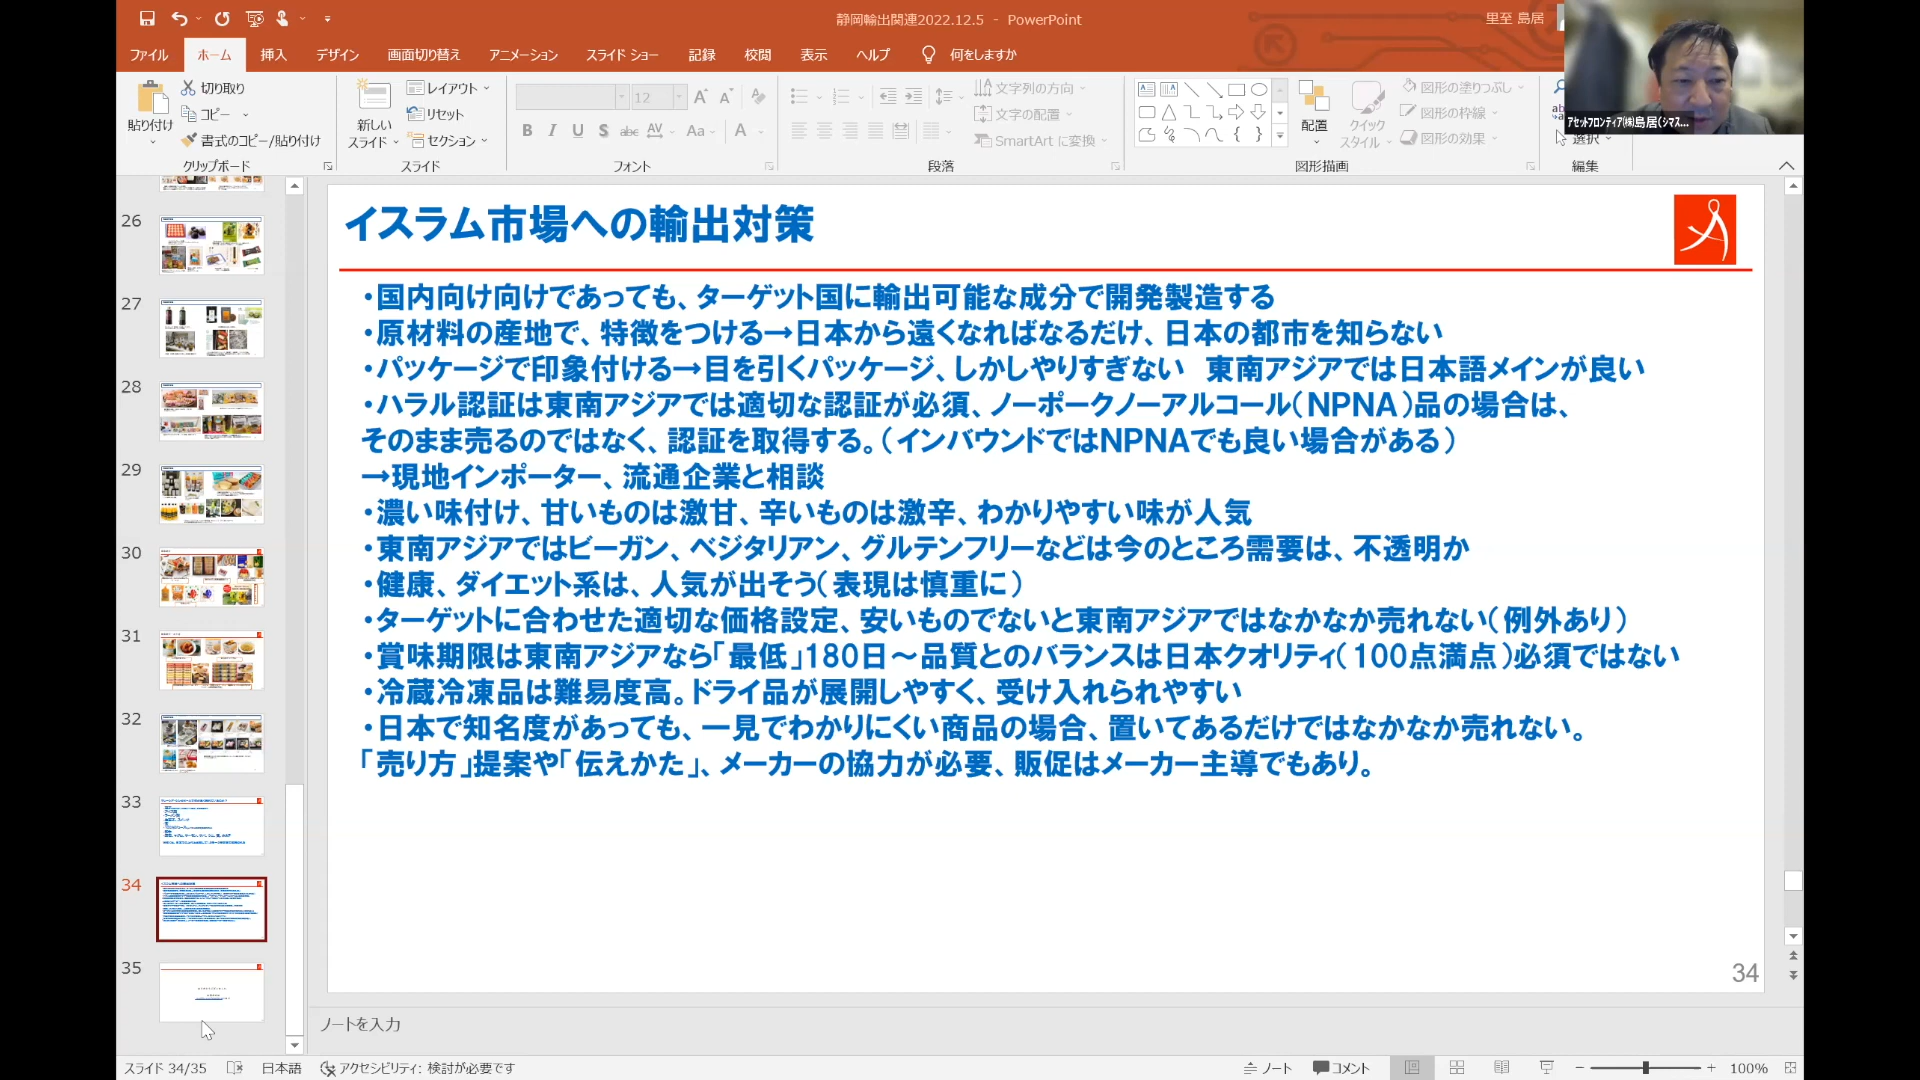 静岡輸出関連2022.12.5 - PowerPoint
里至 島居
ファイル ホーム 挿入 デザイン 画面切り替え アニメーション スライド ショー 記録 校閲 表示 ヘルプ 何をしますか
貼り付け
切り取り
コピー
書式のコピー/貼り付け
クリップボード
新しい
スライド
レイアウト
リセット
セクション
スライド
12
フォント
文字列の方向
文字の配置
SmartArt に変換
段落
配置
クイック
スタイル
図形の塗りつぶし
図形の枠線
図形の効果
図形描画
選択
編集
アセットフロンティア㈱島居(シマス...
26
27
28
29
30
31
32
33
34
35
イスラム市場への輸出対策
・国内向け向けであっても、ターゲット国に輸出可能な成分で開発製造する
・原材料の産地で、特徴をつける→日本から遠くなればなるだけ、日本の都市を知らない
・パッケージで印象付ける→目を引くパッケージ、しかしやりすぎない 東南アジアでは日本語メインが良い
・ハラル認証は東南アジアでは適切な認証が必須、ノーポークノーアルコール(NPNA)品の場合は、
そのまま売るのではなく、認証を取得する。(インバウンドではNPNAでも良い場合がある)
→現地インポーター、流通企業と相談
・濃い味付け、甘いものは激甘、辛いものは激辛、わかりやすい味が人気
・東南アジアではビーガン、ベジタリアン、グルテンフリーなどは今のところ需要は、不透明か
・健康、ダイエット系は、人気が出そう(表現は慎重に)
・ターゲットに合わせた適切な価格設定、安いものでないと東南アジアではなかなか売れない(例外あり)
・賞味期限は東南アジアなら「最低」180日～品質とのバランスは日本クオリティ(100点満点)必須ではない
・冷蔵冷凍品は難易度高。ドライ品が展開しやすく、受け入れられやすい
・日本で知名度があっても、一見でわかりにくい商品の場合、置いてあるだけではなかなか売れない。
「売り方」提案や「伝えかた」、メーカーの協力が必要、販促はメーカー主導でもあり。
34
ノートを入力
スライド 34/35 日本語 アクセシビリティ: 検討が必要です ノート コメント 100%